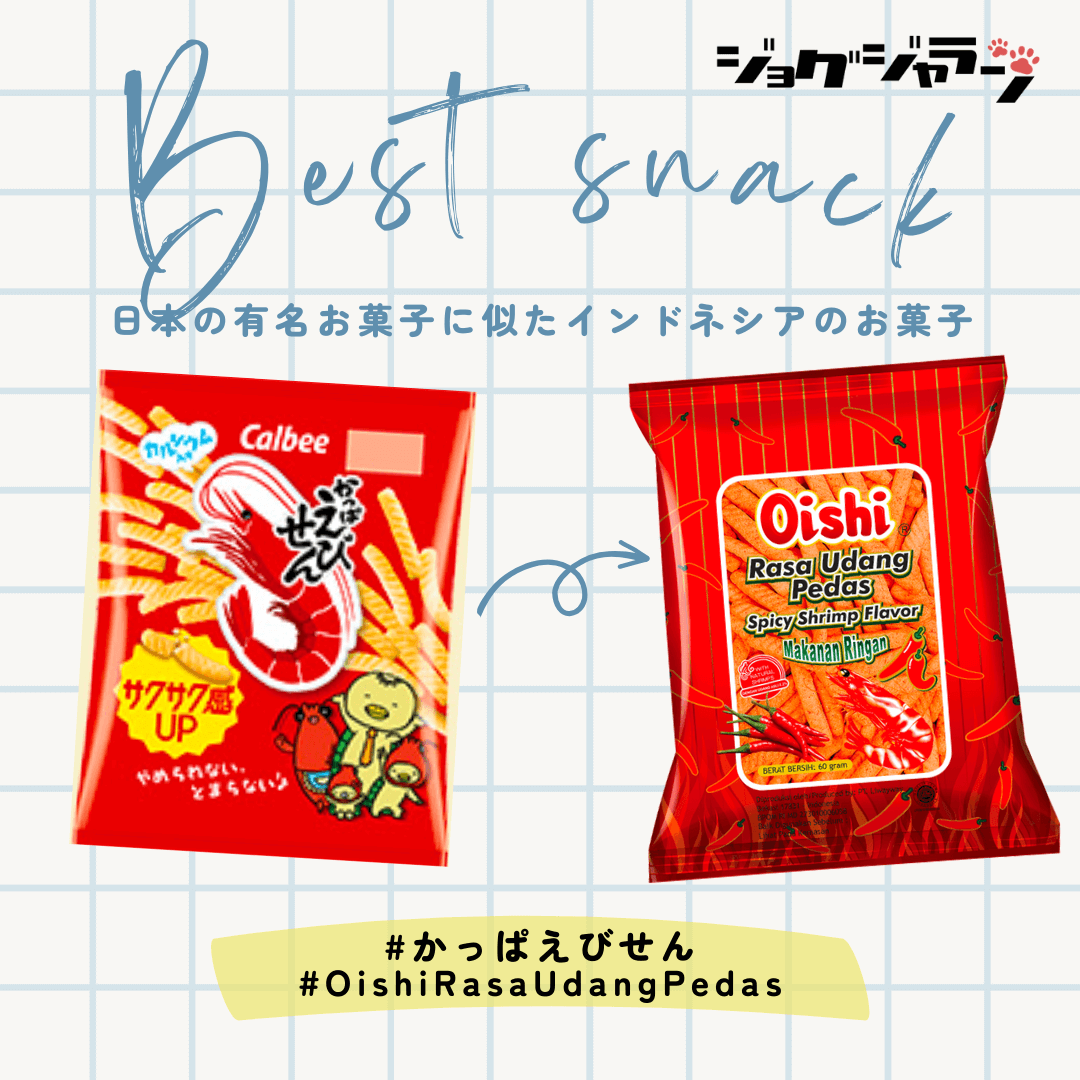 ジョグジャラン
Best snack
日本の有名お菓子に似たインドネシアのお菓子
カルシウム
入り
Calbee
かっぱ
えび
せん
サクサク感
UP
やめられない、
とまらない♪
Oishi
Rasa Udang
Pedas
Spicy Shrimp Flavor
Makanan Ringan
WITH
NATURAL
SHRIMPS
BERAT BERSIH: 60 gram
#かっぱえびせん
#OishiRasaUdangPedas